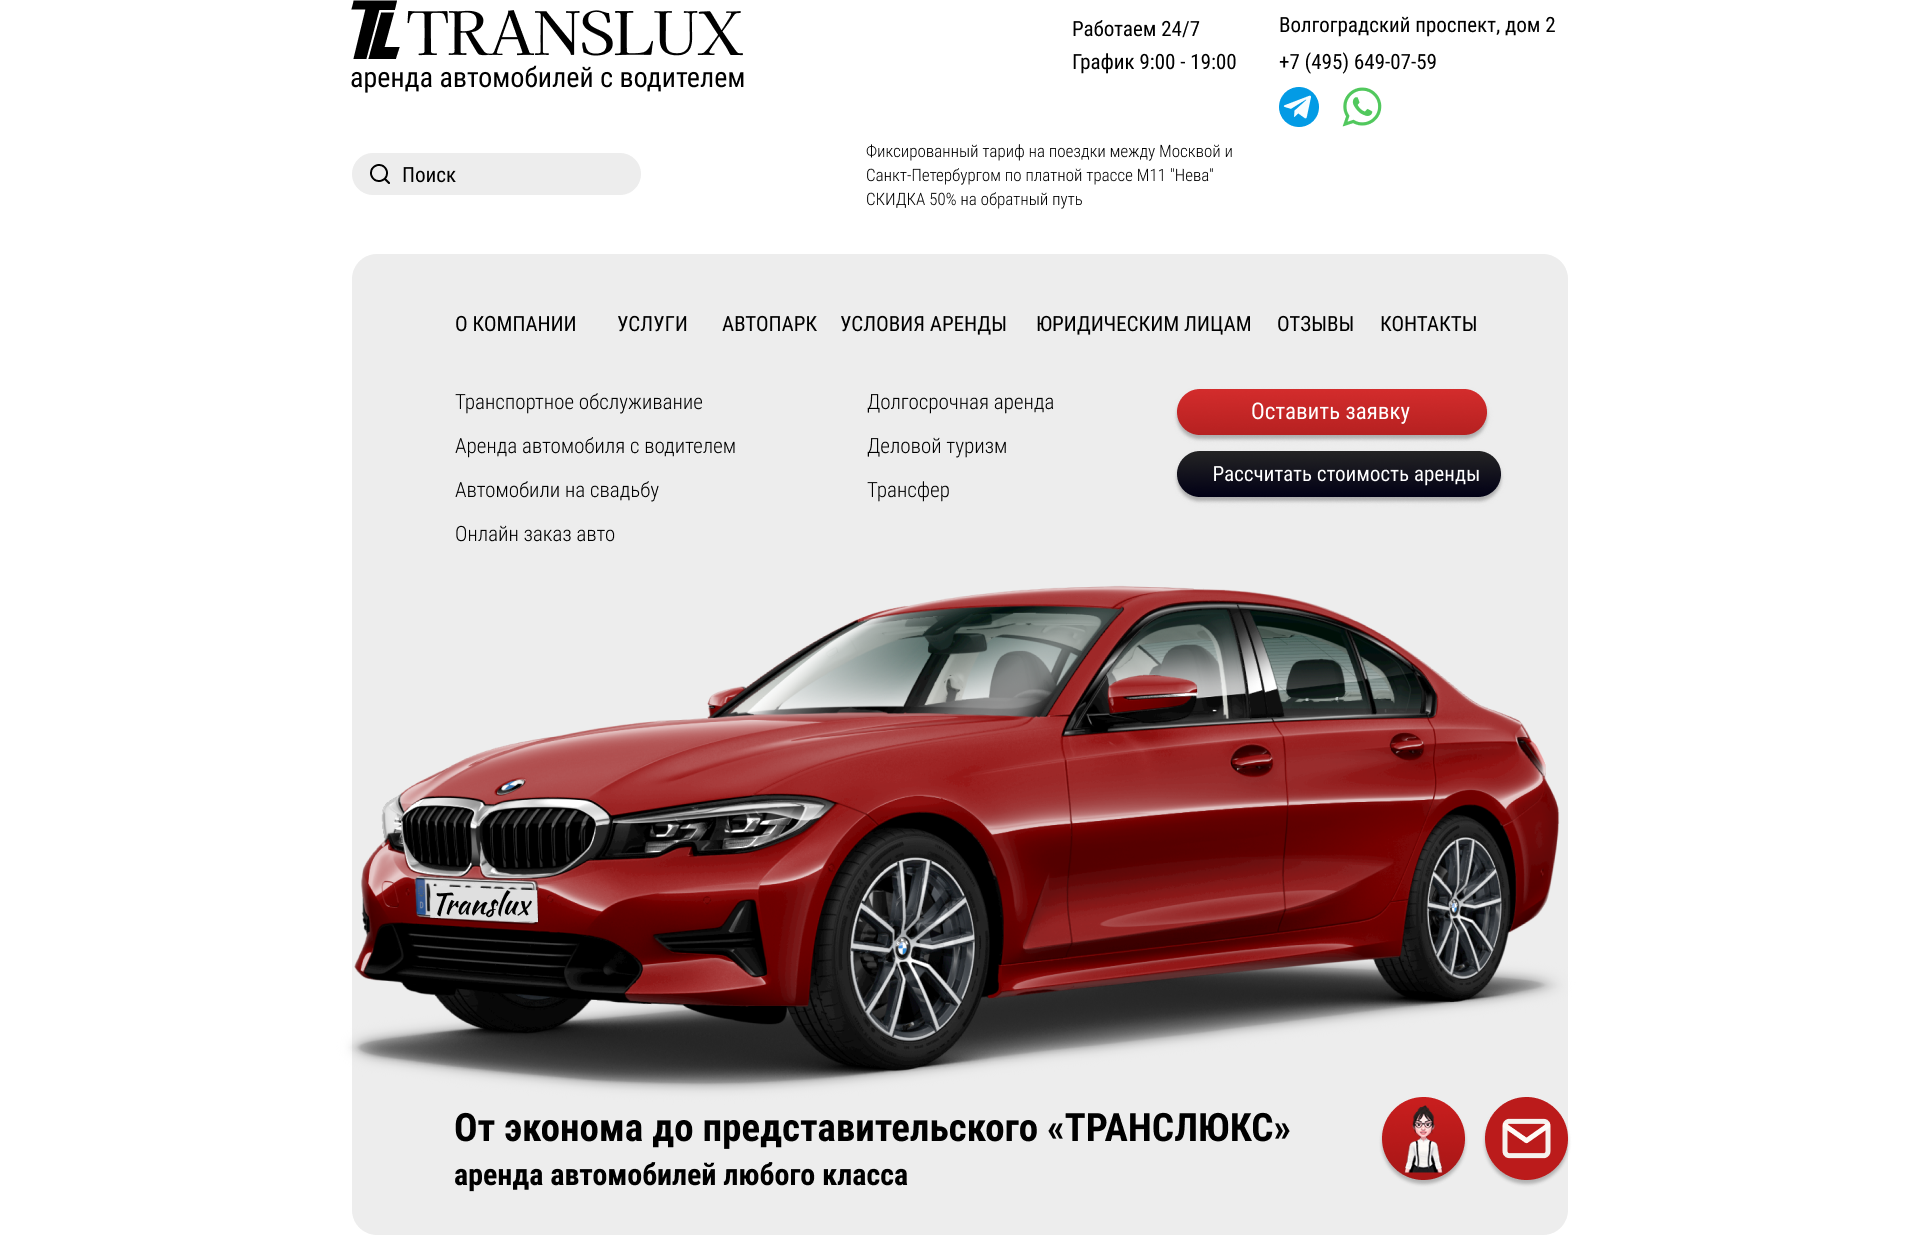 TL TRANSLUX
аренда автомобилей с водителем
Работаем 24/7
График 9:00 - 19:00
Волгоградский проспект, дом 2
+7 (495) 649-07-59
Поиск
Фиксированный тариф на поездки между Москвой и
Санкт-Петербургом по платной трассе М11 "Нева"
СКИДКА 50% на обратный путь
О КОМПАНИИ УСЛУГИ АВТОПАРК УСЛОВИЯ АРЕНДЫ ЮРИДИЧЕСКИМ ЛИЦАМ ОТЗЫВЫ КОНТАКТЫ
Транспортное обслуживание
Аренда автомобиля с водителем
Автомобили на свадьбу
Онлайн заказ авто
Долгосрочная аренда
Деловой туризм
Трансфер
Оставить заявку
Рассчитать стоимость аренды
Translux
От эконома до представительского «ТРАНСЛЮКС»
аренда автомобилей любого класса